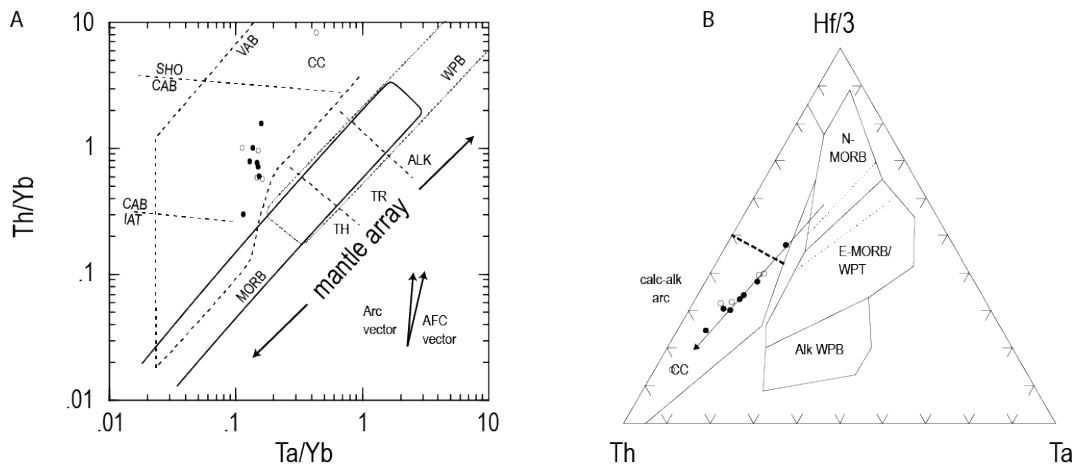 A
10
1
.1
.01
Th/Yb
.01
.1
1
10
Ta/Yb
SHO
CAB
VAB
CC
WPB
CAB
IAT
ALK
TR
TH
MORB
mantle array
Arc
vector
AFC
vector
B
Hf/3
N-
MORB
E-MORB/
WPT
calc-alk
arc
Alk WPB
CC
Th
Ta